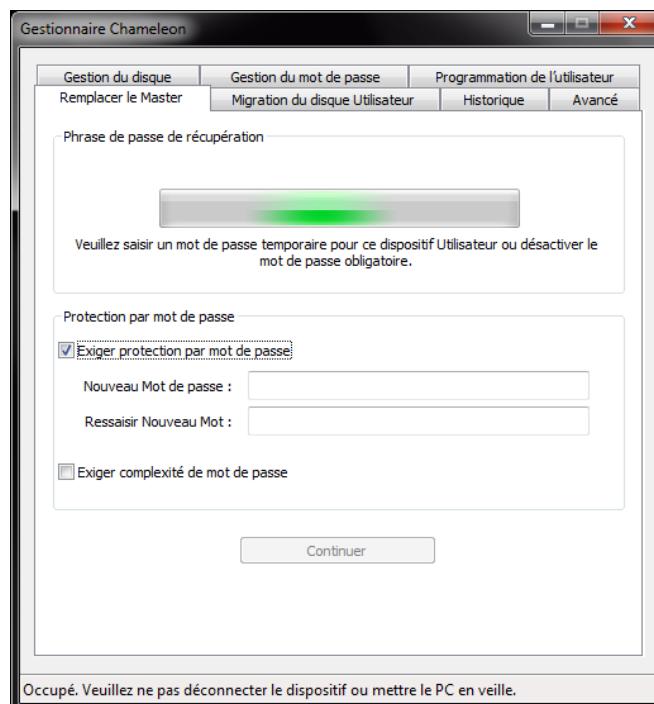 Gestionnaire Chameleon
Gestion du disque
Gestion du mot de passe
Programmation de l'utilisateur
Remplacer le Master
Migration du disque Utilisateur
Historique
Avancé
Phrase de passe de récupération
Veuillez saisir un mot de passe temporaire pour ce dispositif Utilisateur ou désactiver le
mot de passe obligatoire.
Protection par mot de passe
Exiger protection par mot de passe
Nouveau Mot de passe :
Ressaisir Nouveau Mot :
Exiger complexité de mot de passe
Continuer
Occupé. Veuillez ne pas déconnecter le dispositif ou mettre le PC en veille.